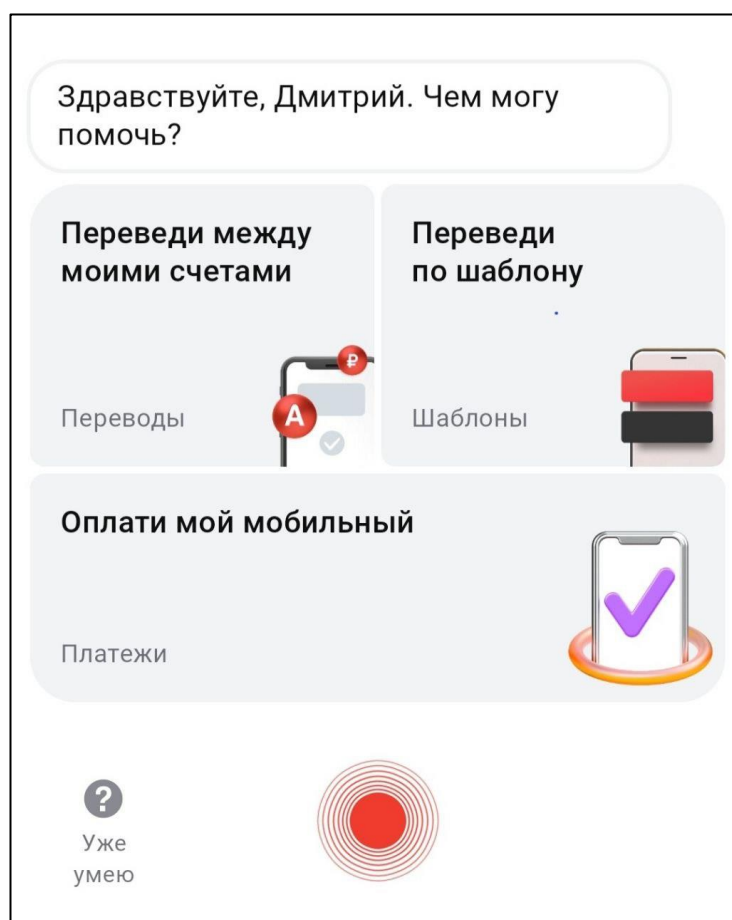 Здравствуйте, Дмитрий. Чем могу
помочь?
Переведи между
моими счетами
₽
А
Переводы
Переведи
по шаблону
Шаблоны
Оплати мой мобильный
Платежи
?
Уже
умею